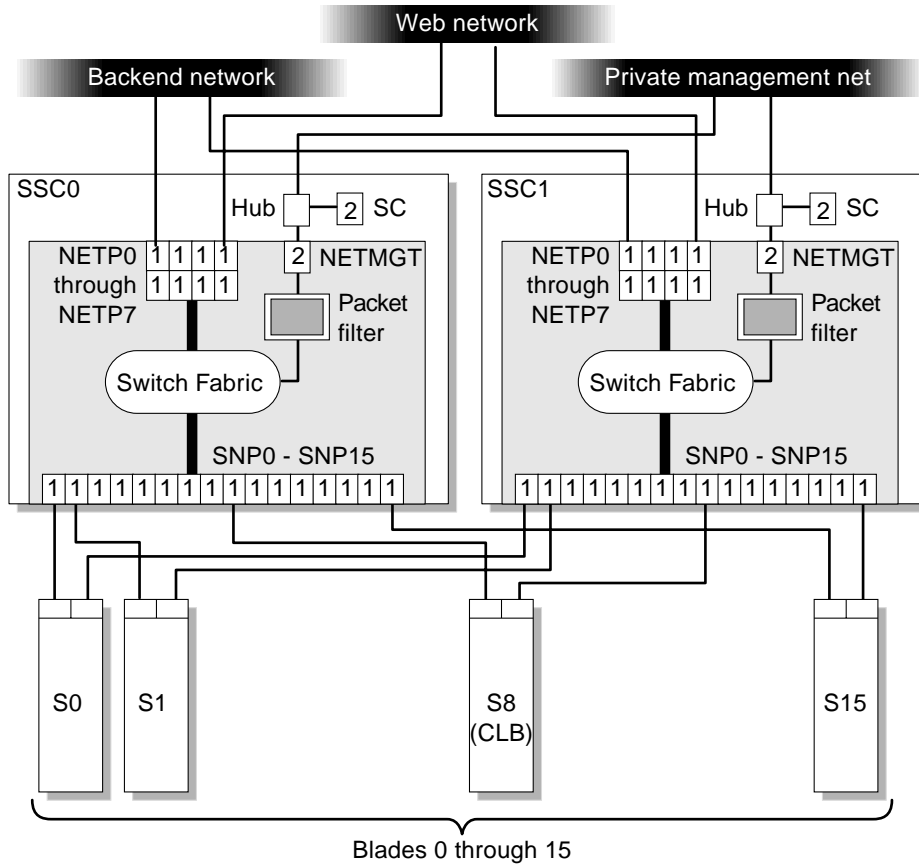 Web network
Backend network
Private management net
SSC0
Hub
2
SC
NETP0
through
NETP7
1 1 1 1
1 1 1 1
2
NETMGT
Packet
filter
Switch Fabric
SNP0 - SNP15
1 1 1 1 1 1 1 1 1 1 1 1 1 1 1 1
SSC1
Hub
2
SC
NETP0
through
NETP7
1 1 1 1
1 1 1 1
2
NETMGT
Packet
filter
Switch Fabric
SNP0 - SNP15
1 1 1 1 1 1 1 1 1 1 1 1 1 1 1 1
S0
S1
S8
(CLB)
S15
Blades 0 through 15